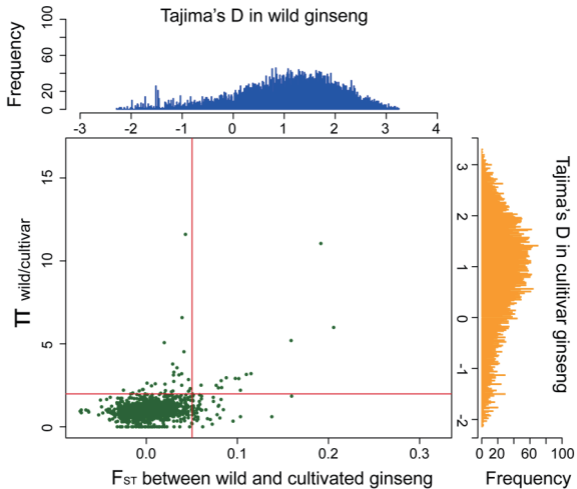 Tajima's D in wild ginseng
Frequency
100
60
20
0
-3 -2 -1 0 1 2 3 4
15
10
5
0
π wild/cultivar
0.0 0.1 0.2 0.3
FST between wild and cultivated ginseng
3
2
1
0
-1
-2
Tajima's D in culitivar ginseng
0 20 60 100
Frequency